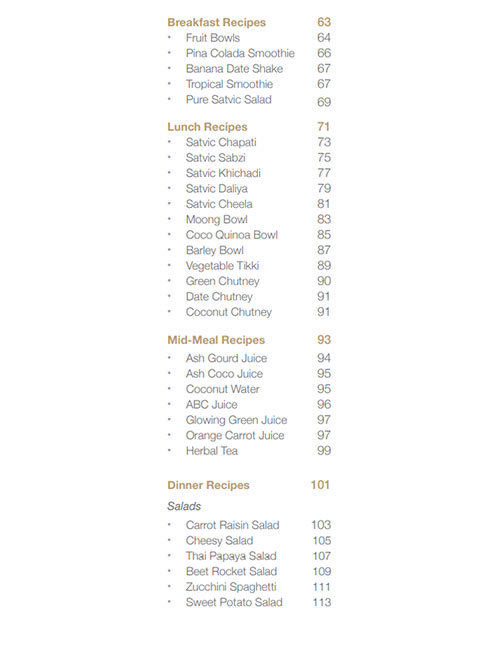 Breakfast Recipes 63
• Fruit Bowls 64
• Pina Colada Smoothie 66
• Banana Date Shake 67
• Tropical Smoothie 67
• Pure Satvic Salad 69
Lunch Recipes 71
• Satvic Chapati 73
• Satvic Sabzi 75
• Satvic Khichadi 77
• Satvic Daliya 79
• Satvic Cheela 81
• Moong Bowl 83
• Coco Quinoa Bowl 85
• Barley Bowl 87
• Vegetable Tikki 89
• Green Chutney 90
• Date Chutney 91
• Coconut Chutney 91
Mid-Meal Recipes 93
• Ash Gourd Juice 94
• Ash Coco Juice 95
• Coconut Water 95
• ABC Juice 96
• Glowing Green Juice 97
• Orange Carrot Juice 97
• Herbal Tea 99
Dinner Recipes 101
Salads
• Carrot Raisin Salad 103
• Cheesy Salad 105
• Thai Papaya Salad 107
• Beet Rocket Salad 109
• Zucchini Spaghetti 111
• Sweet Potato Salad 113